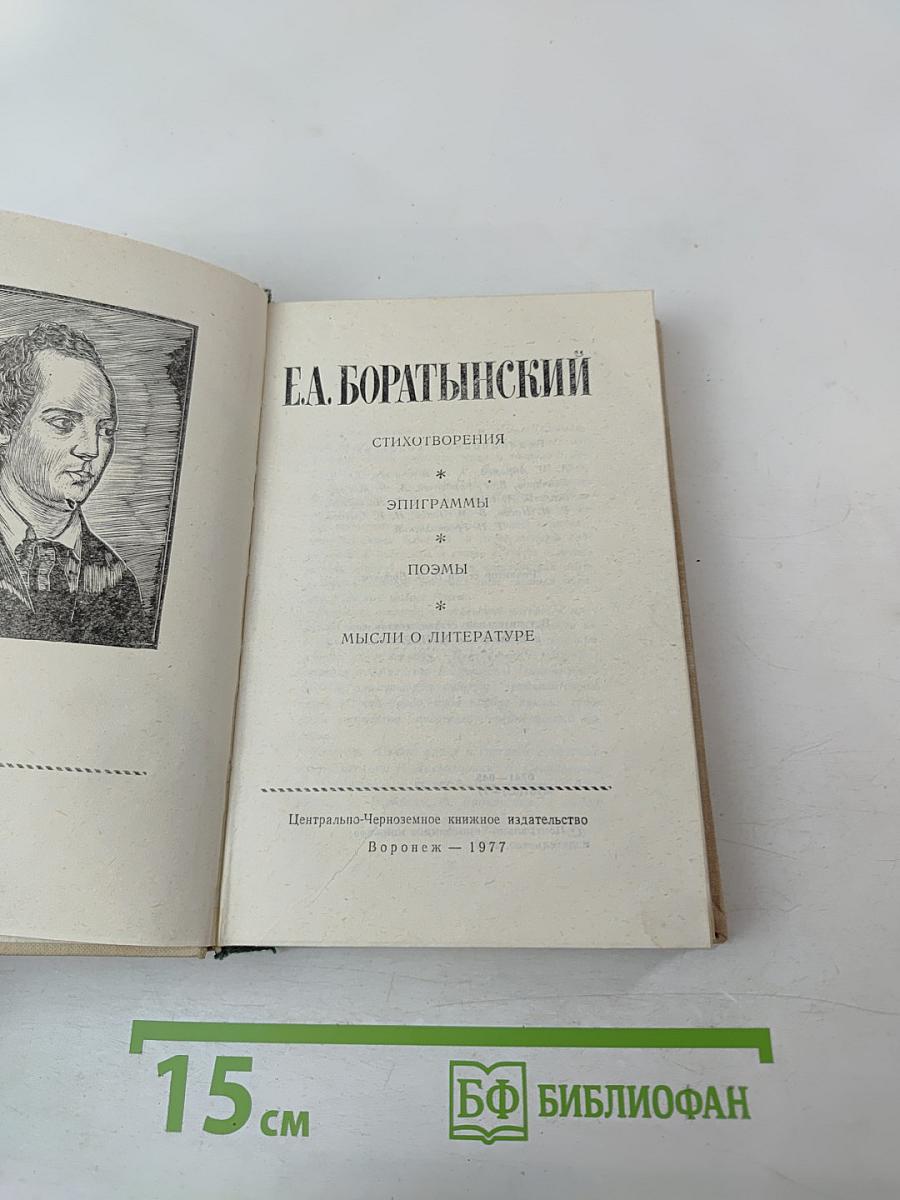 Е.А. БОРАТЫНСКИЙ
СТИХОТВОРЕНИЯ
*
ЭПИГРАММЫ
*
ПОЭМЫ
*
МЫСЛИ О ЛИТЕРАТУРЕ
Центрально-Черноземное книжное издательство
Воронеж — 1977
15 см
БФ БИБЛИОФАН